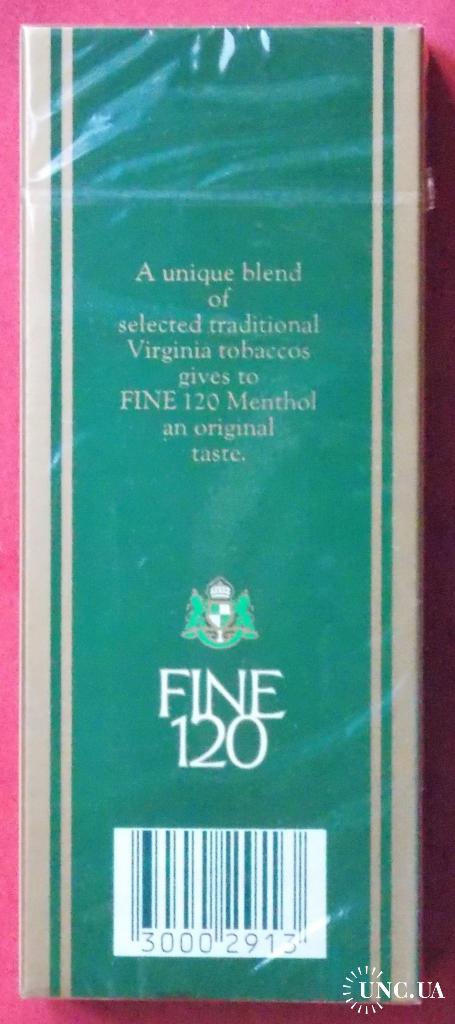 A unique blend
of
selected traditional
Virginia tobaccos
gives to
FINE 120 Menthol
an original
taste.
FINE
120
3000 2913
UNC.UA